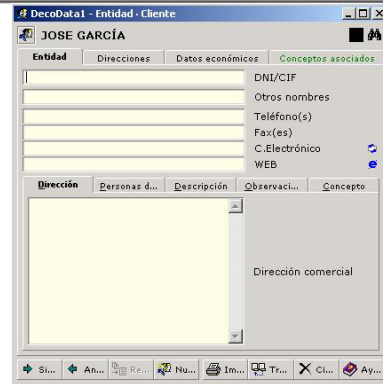 DecoData1 - Entidad · Cliente
JOSE GARCÍA
Entidad Direcciones Datos económicos Conceptos asociados
DNI/CIF
Otros nombres
Teléfono(s)
Fax(es)
C.Electrónico
WEB
Dirección Personas d... Descripción Observaci... Concepto
Dirección comercial
Si... An... Re... Nu... Im... Tr... Ci... Ay...